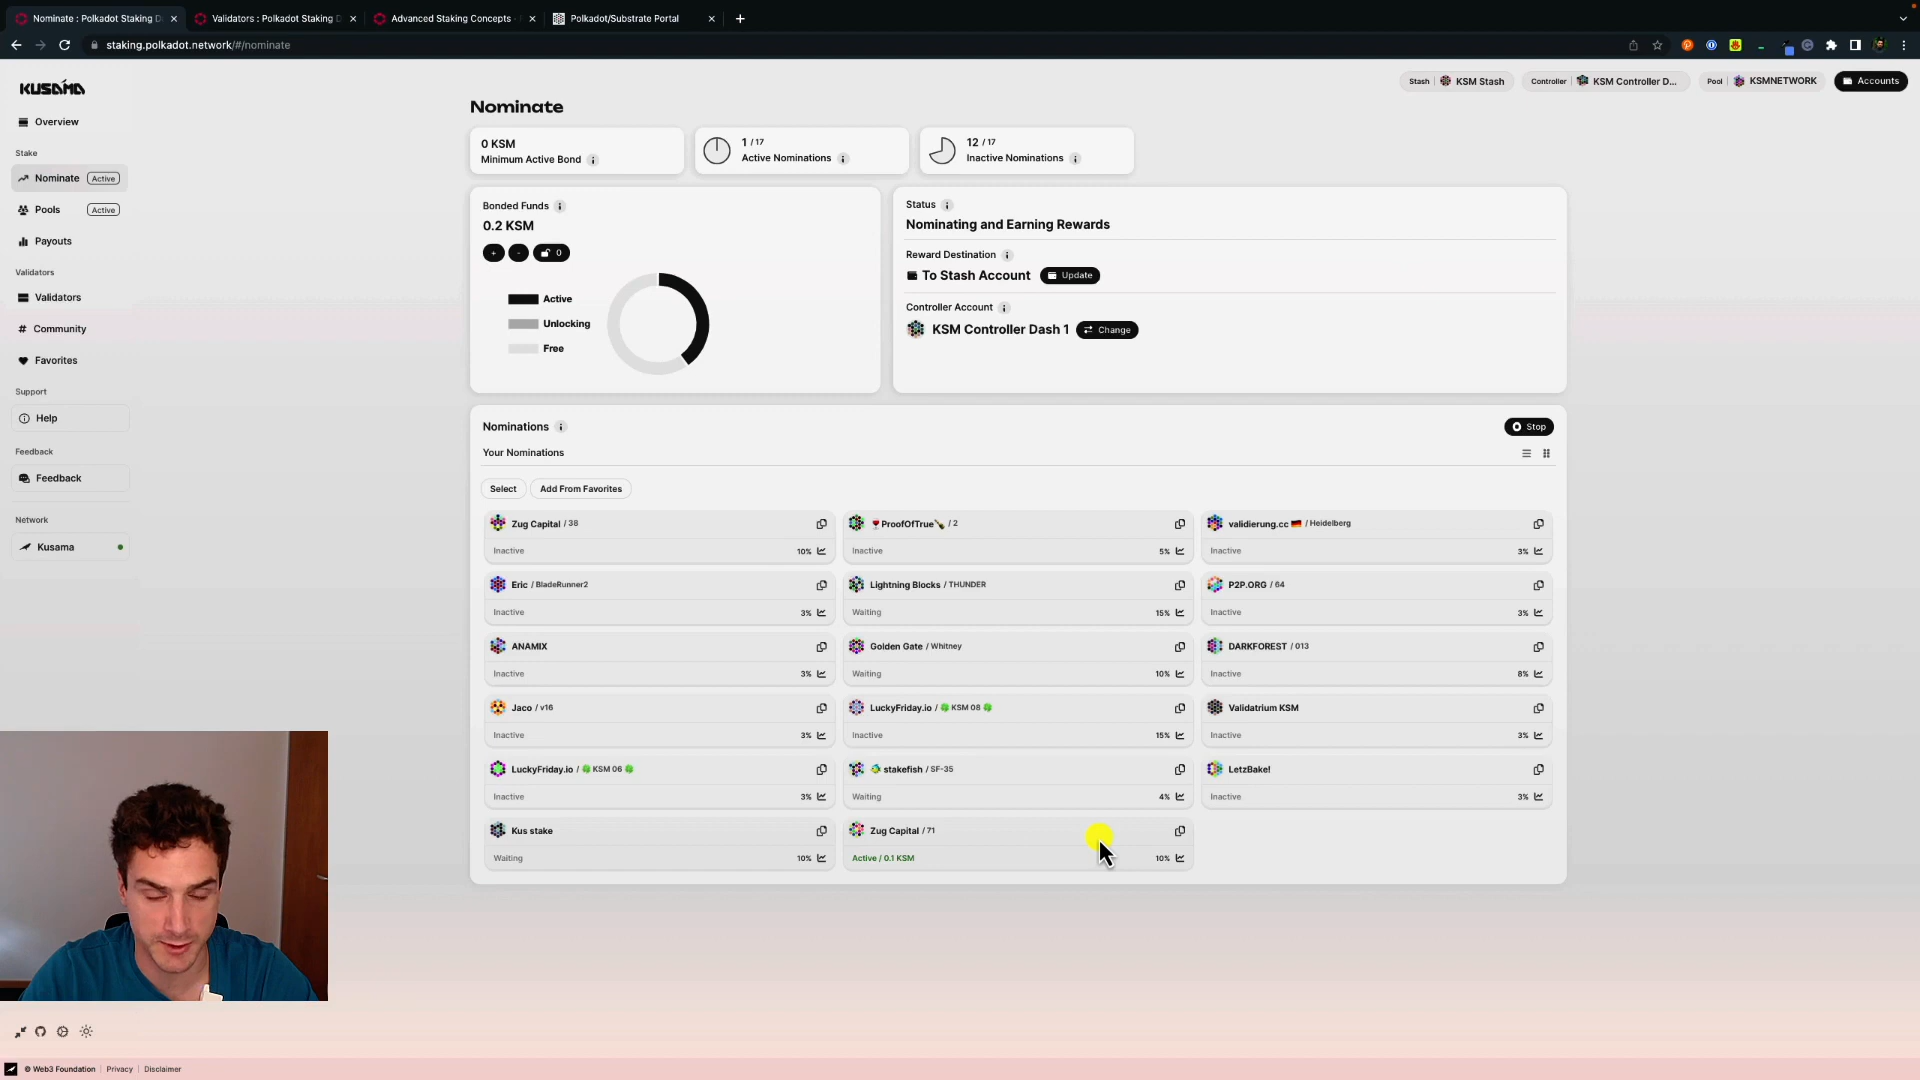 Nominate : Polkadot Staking D
Validators : Polkadot Staking D
Advanced Staking Concepts -
Polkadot/Substrate Portal
staking.polkadot.network/#/nominate
KUSAMA
Stash
KSM Stash
Controller
KSM Controller D...
Pool
KSMNETWORK
Accounts
Overview
Stake
Nominate
Active
Pools
Active
Payouts
Validators
Validators
# Community
Favorites
Support
Help
Feedback
Feedback
Network
Kusama
Nominate
0 KSM
Minimum Active Bond
1 / 17
Active Nominations
12 / 17
Inactive Nominations
Bonded Funds
0.2 KSM
+
-
0
Active
Unlocking
Free
Status
Nominating and Earning Rewards
Reward Destination
To Stash Account
Update
Controller Account
KSM Controller Dash 1
Change
Nominations
Stop
Your Nominations
Select
Add From Favorites
Zug Capital / 38
Inactive
10%
🍷ProofOfTrue🍾 / 2
Inactive
5%
validierung.cc 🇩🇪 / Heidelberg
Inactive
3%
Eric / BladeRunner2
Inactive
3%
Lightning Blocks / THUNDER
Waiting
15%
P2P.ORG / 64
Inactive
3%
ANAMIX
Inactive
3%
Golden Gate / Whitney
Waiting
10%
DARKFOREST / 013
Inactive
8%
Jaco / v16
Inactive
3%
LuckyFriday.io / 🍀 KSM 08 🍀
Inactive
15%
Validatrium KSM
Inactive
3%
LuckyFriday.io / 🍀 KSM 06 🍀
Inactive
3%
🐠 stakefish / SF-35
Waiting
4%
LetzBake!
Inactive
3%
Kus stake
Waiting
10%
Zug Capital / 71
Active / 0.1 KSM
10%
© Web3 Foundation
Privacy
Disclaimer